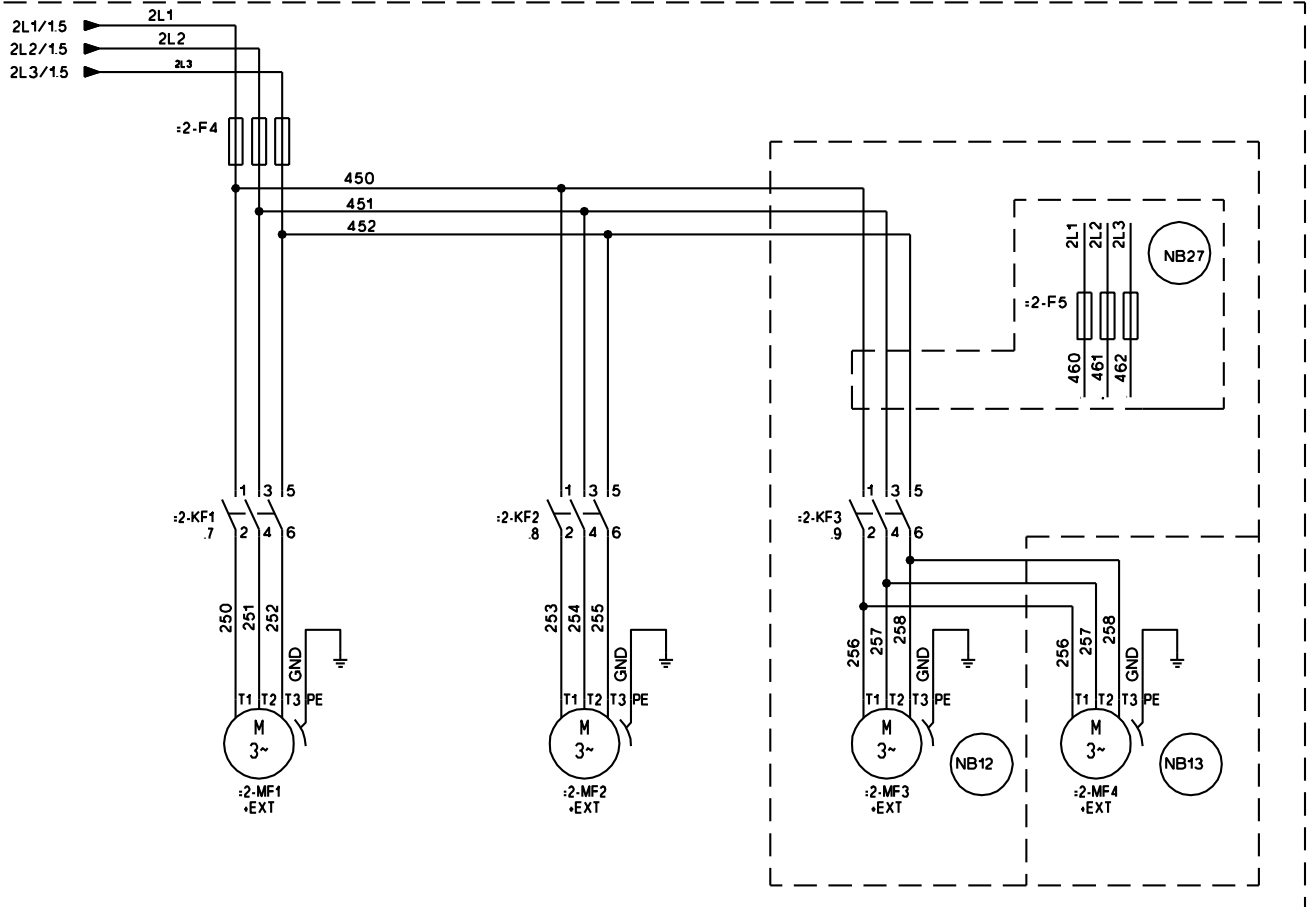 2L1/1.5 2L1
2L2/1.5 2L2
2L3/1.5 2L3
=2-F4
450
451
452
2L1 2L2 2L3
NB27
=2-F5
460 461 462
1 3 5
=2-KF1
.7
2 4 6
1 3 5
=2-KF2
.8
2 4 6
1 3 5
=2-KF3
.9
2 4 6
250 251 252
GND
253 254 255
GND
256 257 258
GND
256 257 258
GND
T1 T2 T3 PE
T1 T2 T3 PE
T1 T2 T3 PE
T1 T2 T3 PE
M
3~
M
3~
M
3~
M
3~
NB12
NB13
=2-MF1
+EXT
=2-MF2
+EXT
=2-MF3
+EXT
=2-MF4
+EXT